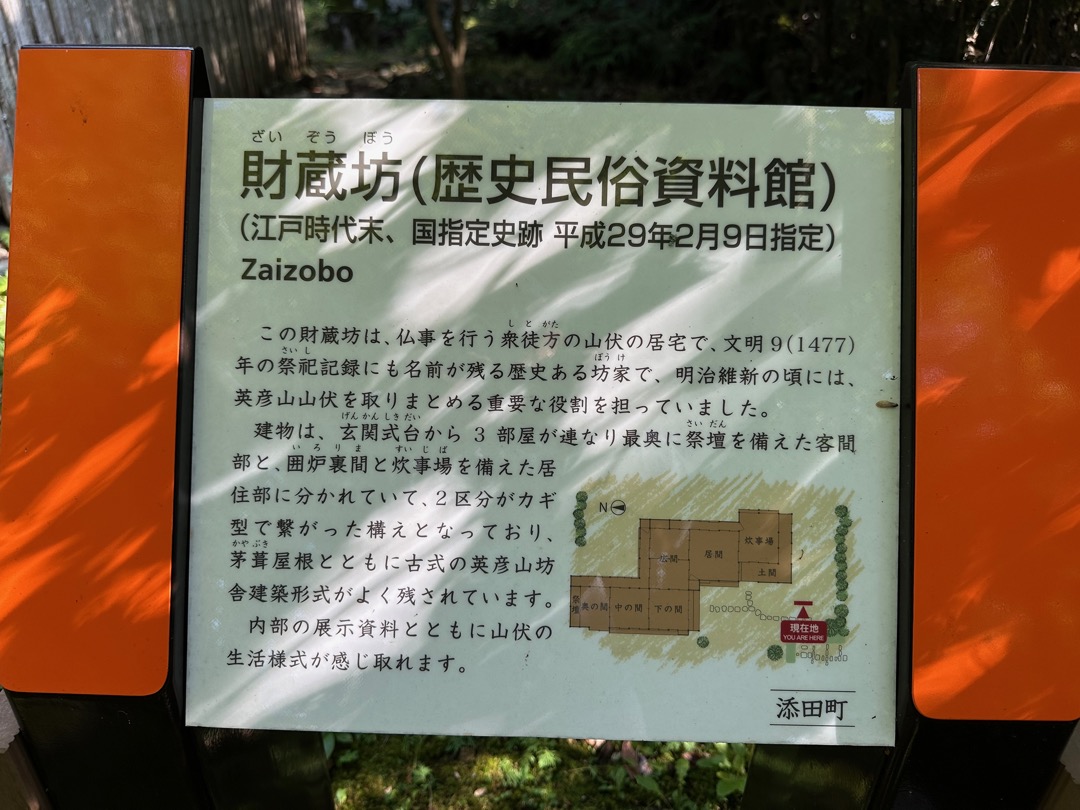 ざい ぞう ぼう
財蔵坊(歴史民俗資料館)
(江戸時代末、国指定史跡 平成29年2月9日指定)
Zaizobo
しとがた
この財蔵坊は、仏事を行う衆徒方の山伏の居宅で、文明9(1477)
さいし ぼうけ
年の祭祀記録にも名前が残る歴史ある坊家で、明治維新の頃には、
英彦山山伏を取りまとめる重要な役割を担っていました。
げんかんしきだい さいだん
建物は、玄関式台から3部屋が連なり最奥に祭壇を備えた客間
いろりま すいじば
部と、囲炉裏間と炊事場を備えた居
住部に分かれていて、2区分がカギ
型で繋がった構えとなっており、
かやぶき
茅葺屋根とともに古式の英彦山坊
舎建築形式がよく残されています。
内部の展示資料とともに山伏の
生活様式が感じ取れます。
N
炊事場
居間
土間
祭壇
奥の間
中の間
下の間
現在地
YOU ARE HERE
添田町